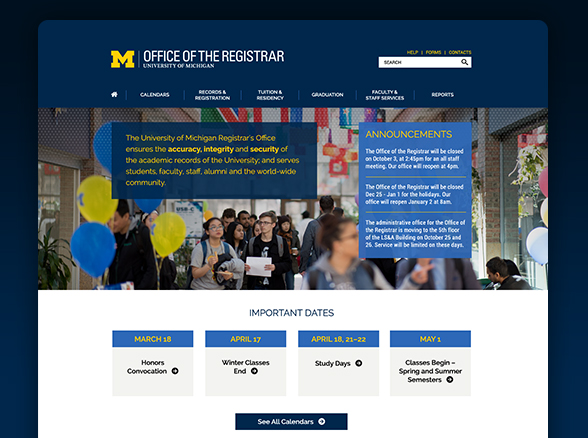 M OFFICE OF THE REGISTRAR
UNIVERSITY OF MICHIGAN
HELP | FORMS | CONTACTS
SEARCH
CALENDARS
RECORDS &
REGISTRATION
TUITION &
RESIDENCY
GRADUATION
FACULTY &
STAFF SERVICES
REPORTS
The University of Michigan Registrar's Office
ensures the accuracy, integrity and security of
the academic records of the University; and serves
students, faculty, staff, alumni and the world-wide
community.
ANNOUNCEMENTS
The Office of the Registrar will be closed
on October 3, at 2:45pm for an all staff
meeting. Our office will reopen at 4pm.
The Office of the Registrar will be closed
Dec 25 - Jan 1 for the holidays. Our office
will reopen January 2 at 8am.
The administrative office for the Office of
the Registrar is moving to the 5th floor
of the LS&A Building on October 25 and
26. Service will be limited on these days.
USB-C
IMPORTANT DATES
MARCH 18
Honors
Convocation
APRIL 17
Winter Classes
End
APRIL 18, 21–22
Study Days
MAY 1
Classes Begin –
Spring and Summer
Semesters
See All Calendars